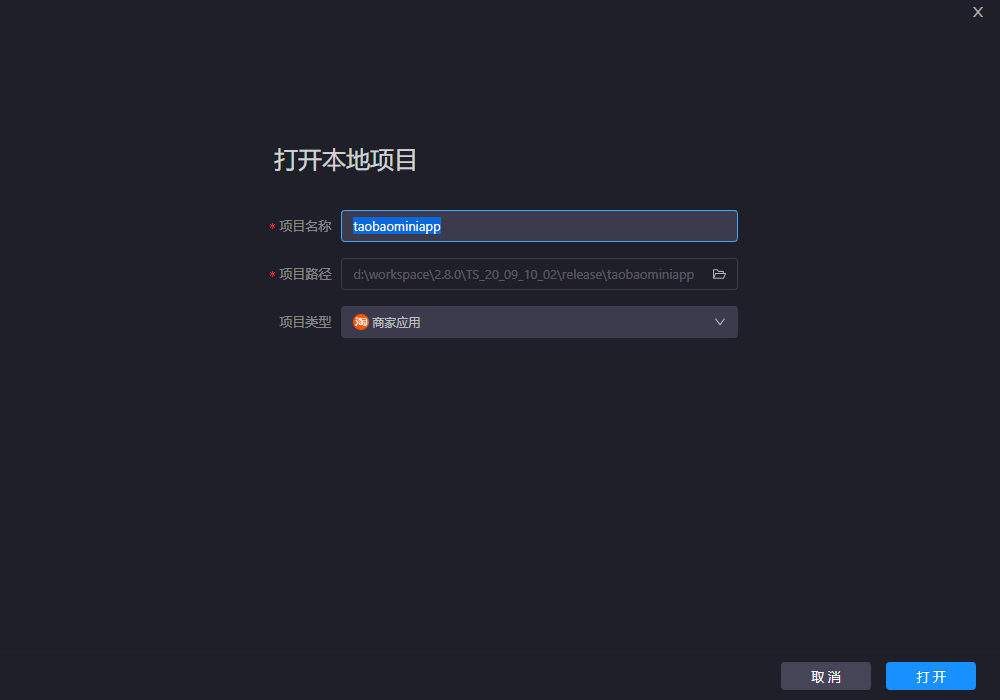 X
打开本地项目
* 项目名称 taobaominiapp
* 项目路径 d:\workspace\2.8.0\TS_20_09_10_02\release\taobaominiapp
项目类型 淘 商家应用
取消 打开